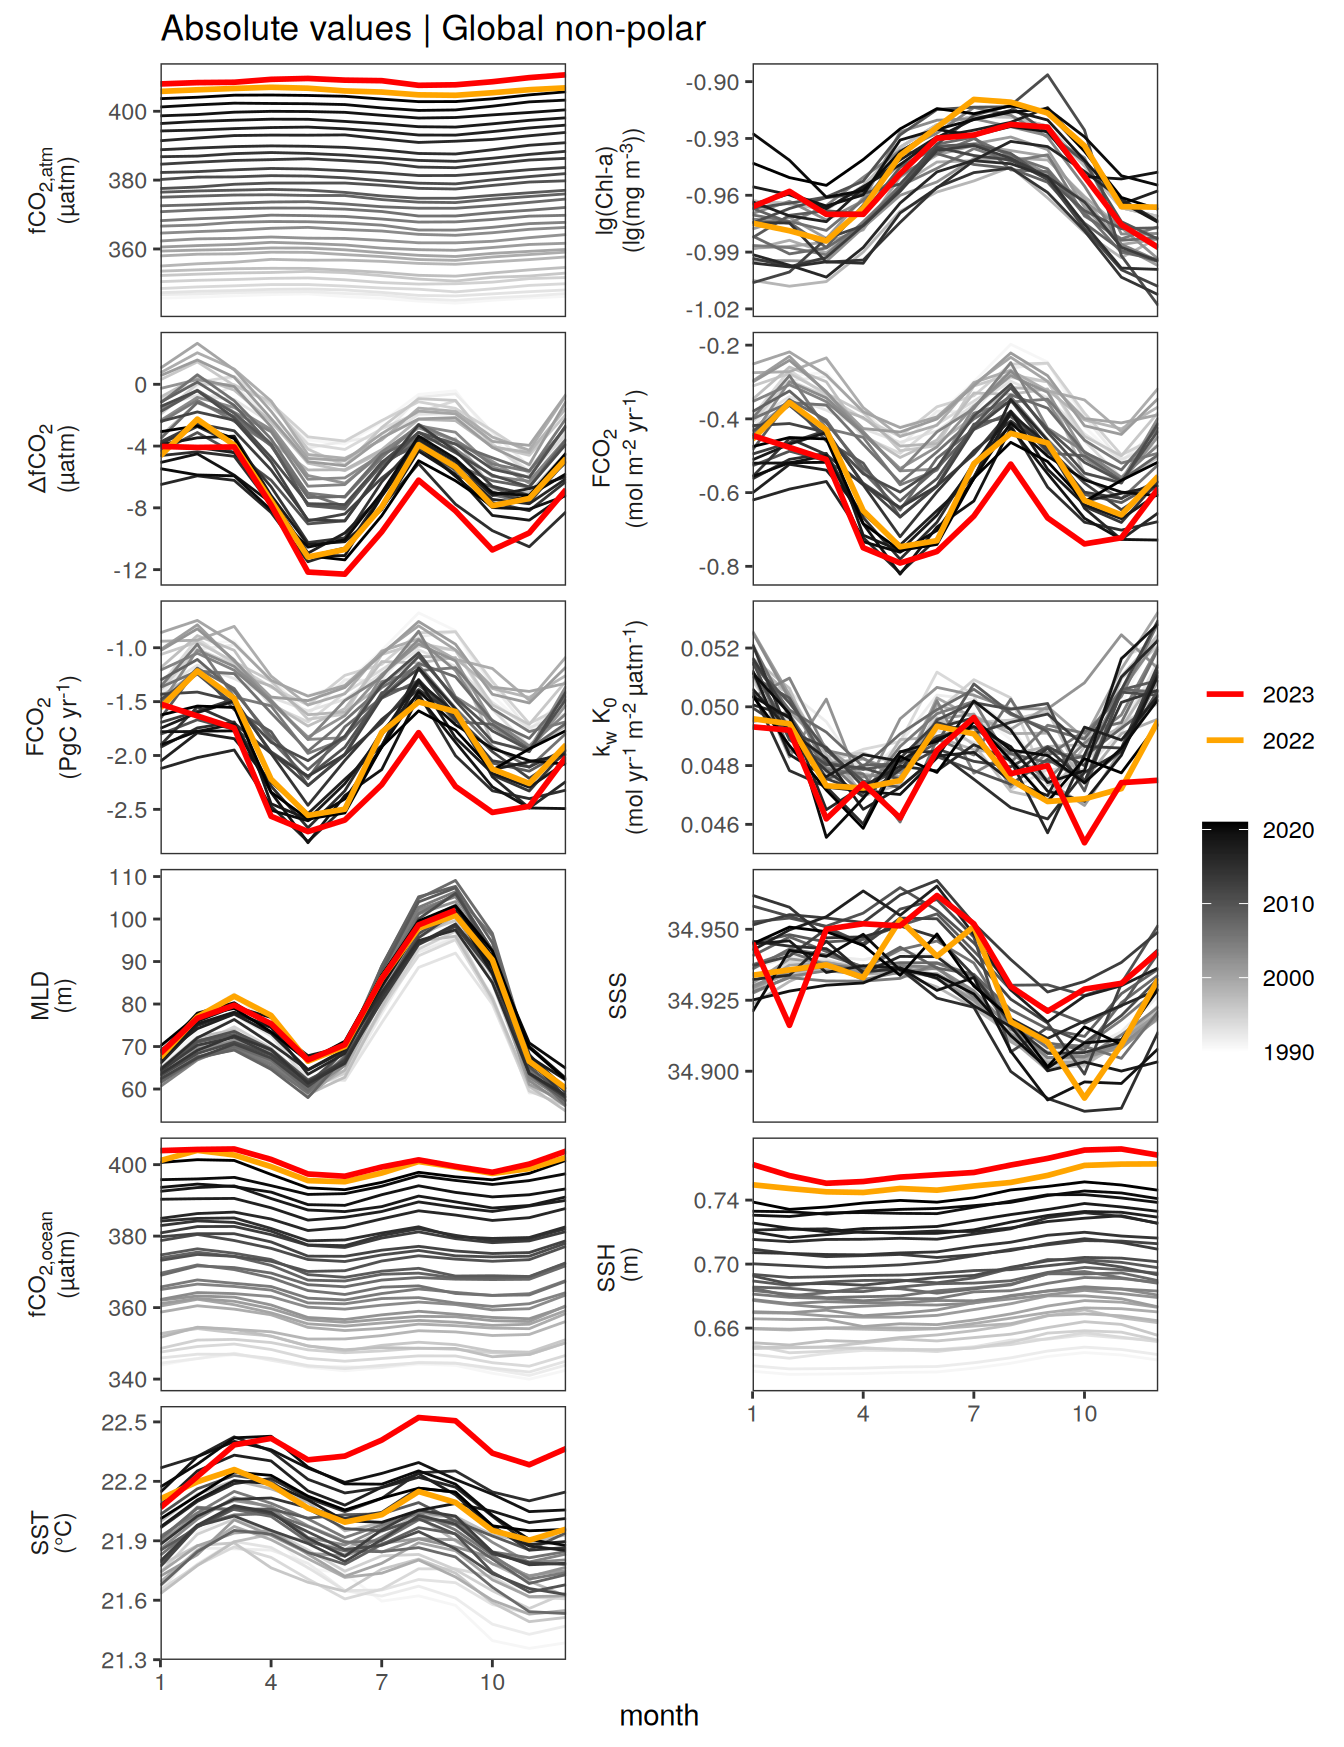 Absolute values | Global non-polar
fCO2,atm
(µatm)
400
380
360
lg(Chl-a)
(lg(mg m-3))
-0.90
-0.93
-0.96
-0.99
-1.02
ΔfCO2
(µatm)
0
-4
-8
-12
FCO2
(mol m-2 yr-1)
-0.2
-0.4
-0.6
-0.8
FCO2
(PgC yr-1)
-1.0
-1.5
-2.0
-2.5
kw K0
(mol yr-1 m-2 µatm-1)
0.052
0.050
0.048
0.046
MLD
(m)
110
100
90
80
70
60
SSS
34.950
34.925
34.900
fCO2,ocean
(µatm)
400
380
360
340
SSH
(m)
0.74
0.70
0.66
1 4 7 10
SST
(°C)
22.5
22.2
21.9
21.6
21.3
1 4 7 10
month
2023
2022
2020
2010
2000
1990